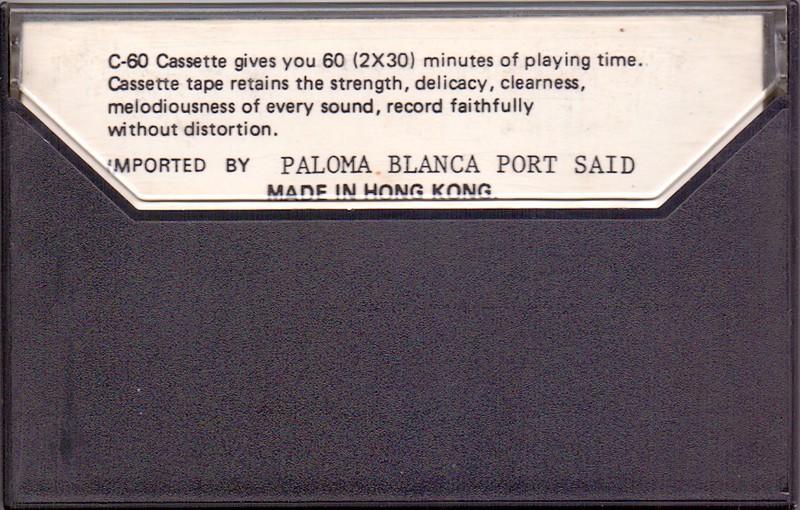 C-60 Cassette gives you 60 (2X30) minutes of playing time.
Cassette tape retains the strength, delicacy, clearness,
melodiousness of every sound, record faithfully
without distortion.
IMPORTED BY PALOMA BLANCA PORT SAID
MADE IN HONG KONG.